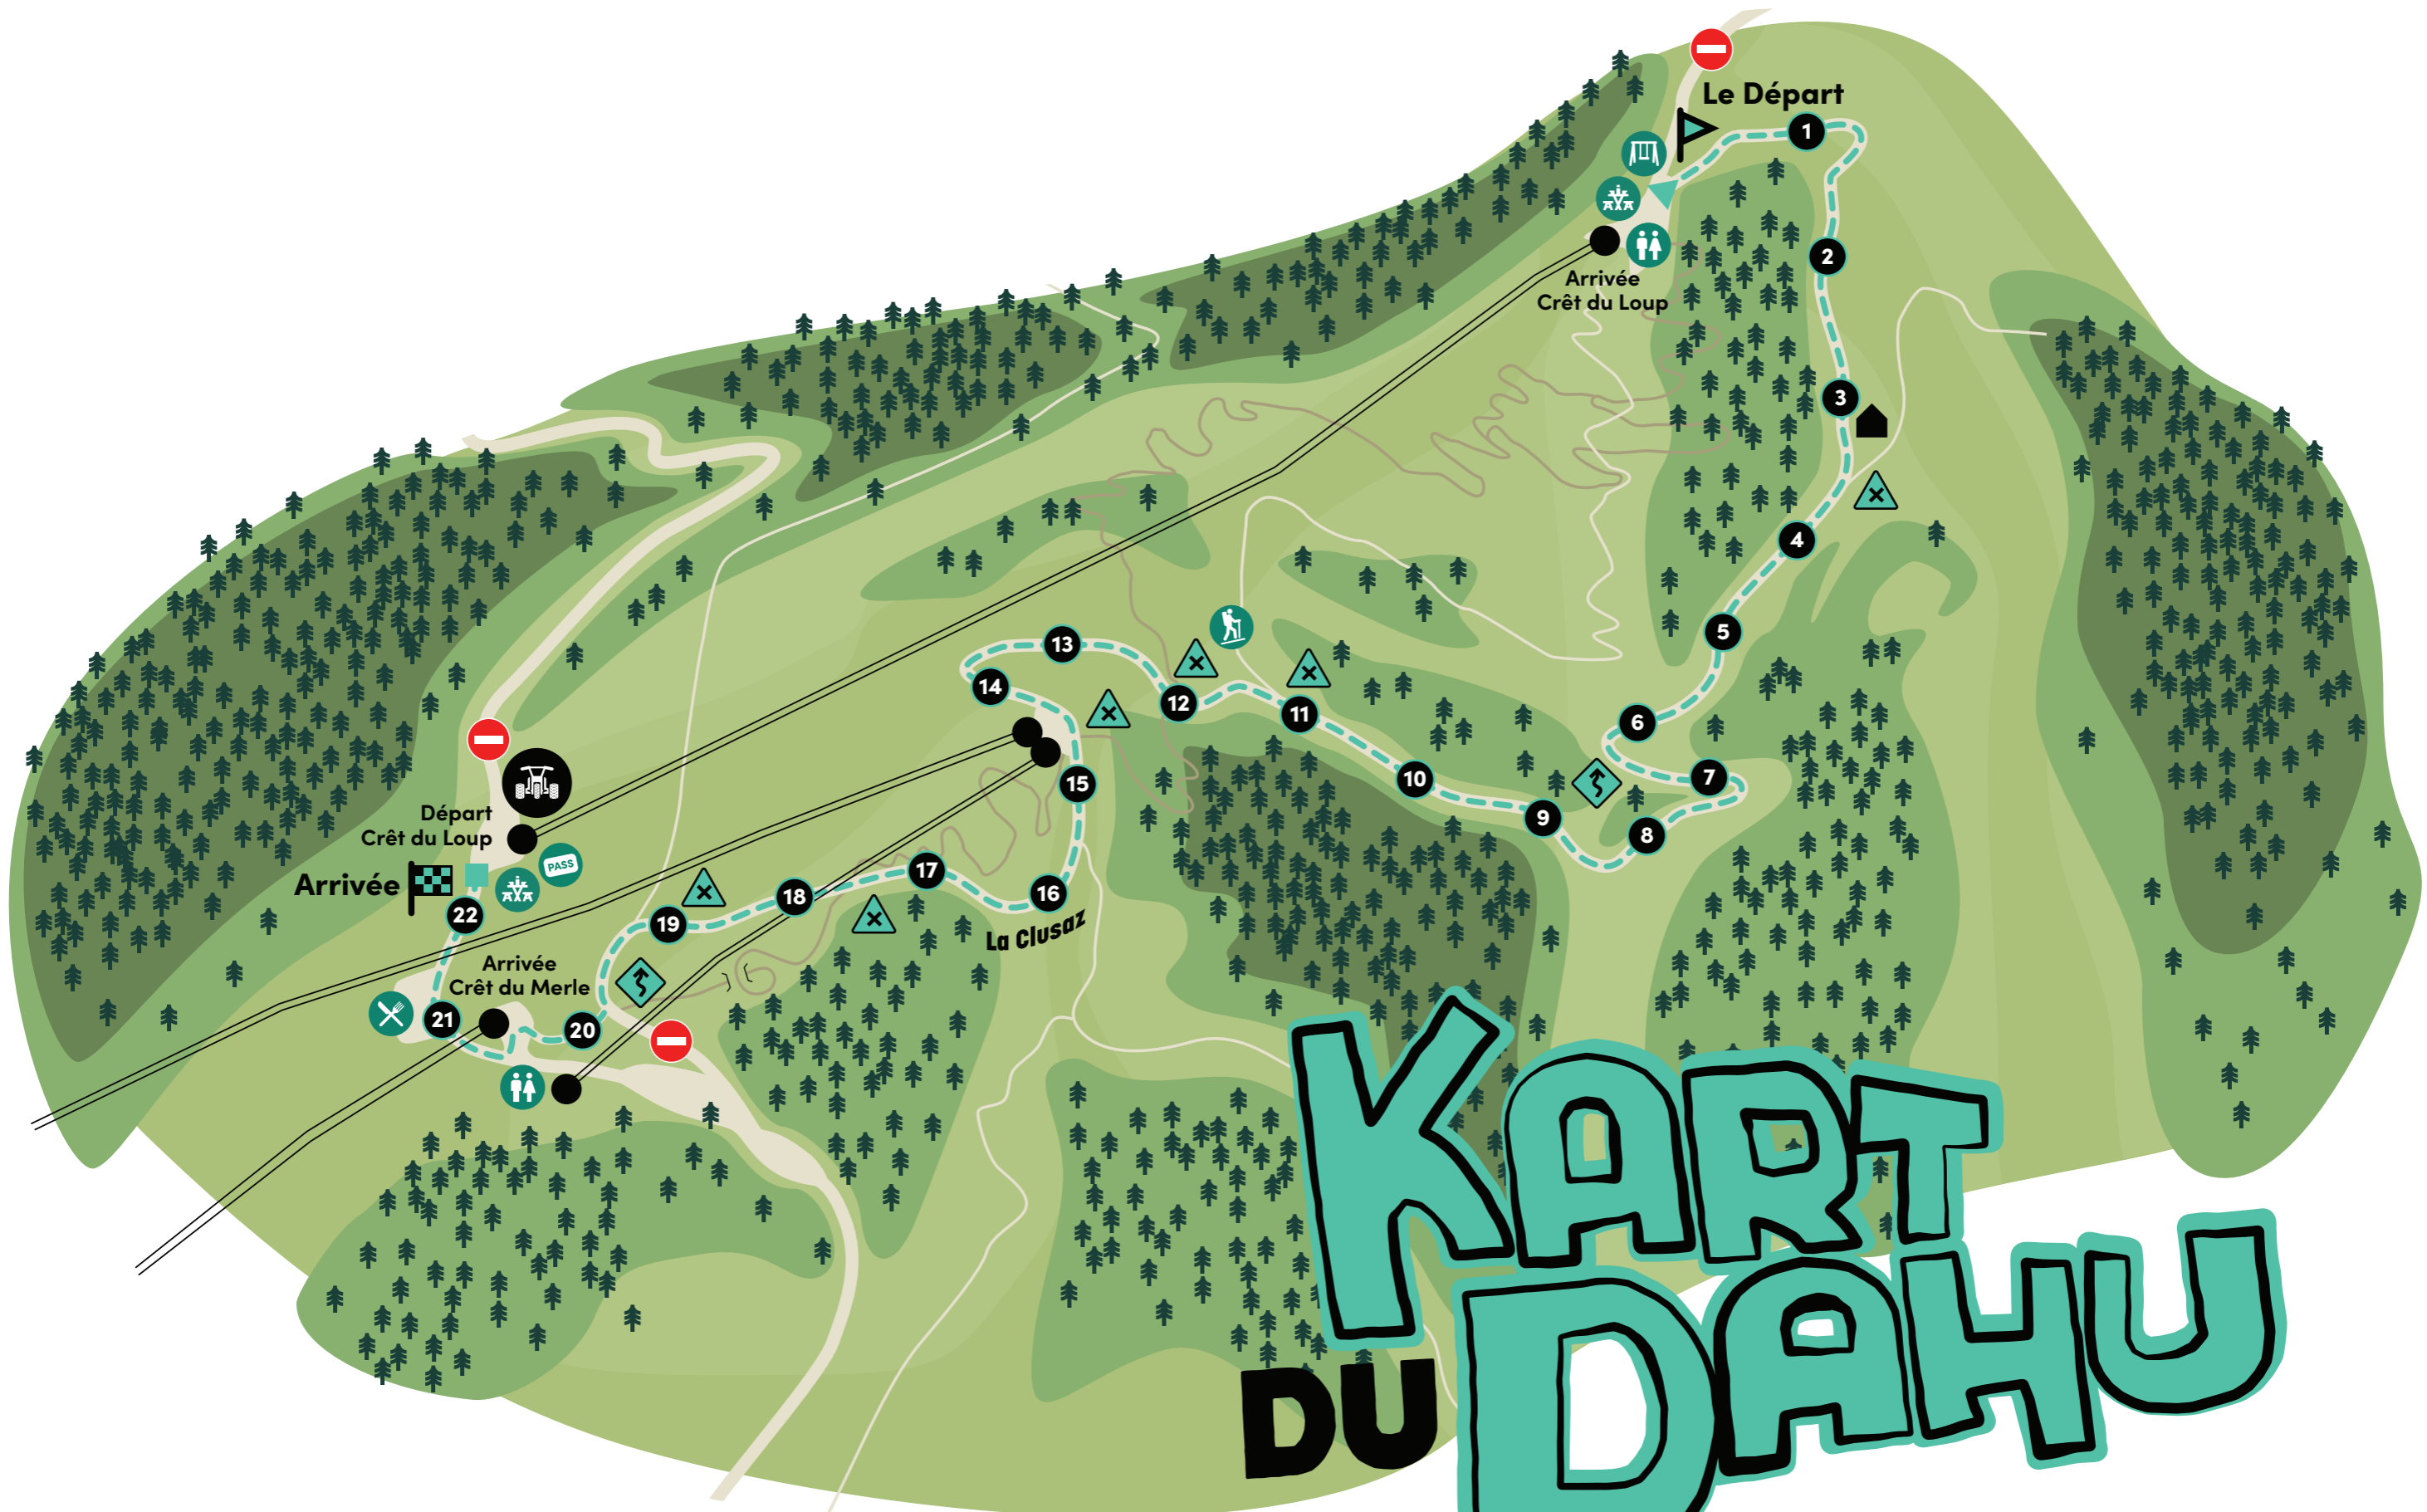 Le Départ
1
2
Arrivée
Crêt du Loup
3
4
5
6
7
8
9
10
11
12
13
14
15
16
La Clusaz
17
18
19
20
Arrivée
Crêt du Merle
21
22
Arrivée
PASS
Départ
Crêt du Loup
KART
DU DAHU